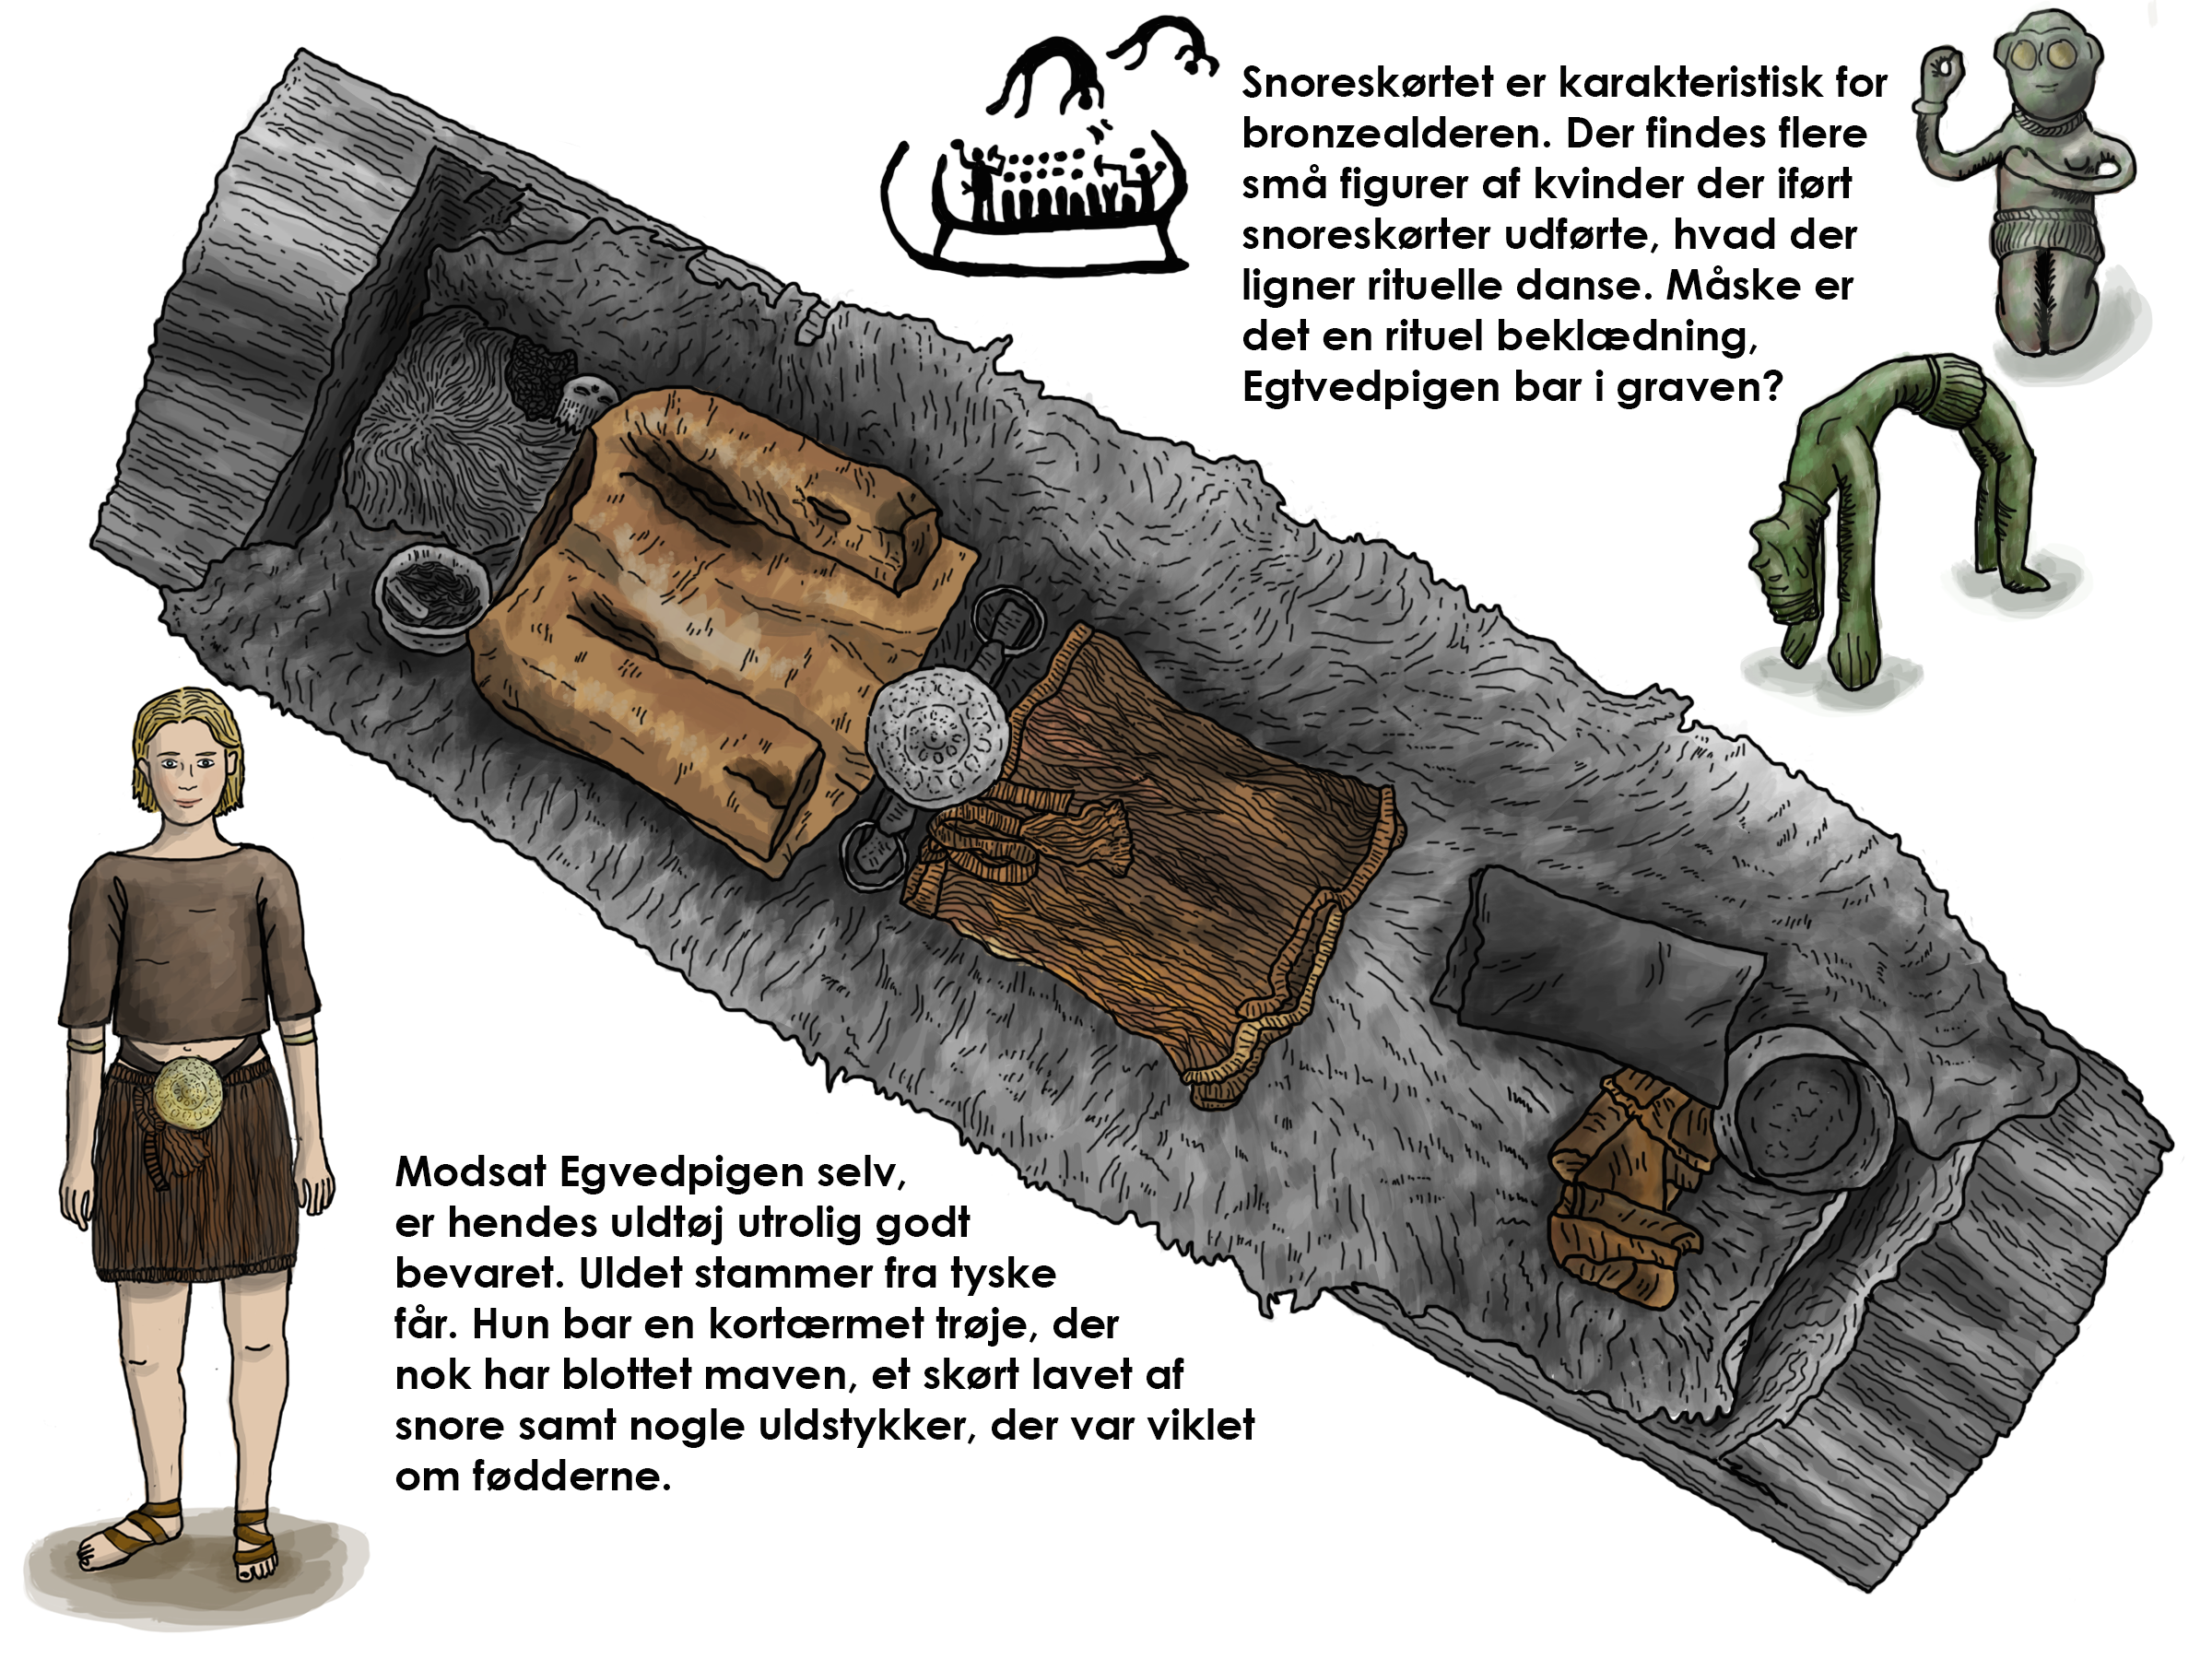 Snoreskørtet er karakteristisk for
bronzealderen. Der findes flere
små figurer af kvinder der iført
snoreskørter udførte, hvad der
ligner rituelle danse. Måske er
det en rituel beklædning,
Egtvedpigen bar i graven?
Modsat Egvedpigen selv,
er hendes uldtøj utrolig godt
bevaret. Uldet stammer fra tyske
får. Hun bar en kortærmet trøje, der
nok har blottet maven, et skørt lavet af
snore samt nogle uldstykker, der var viklet
om fødderne.